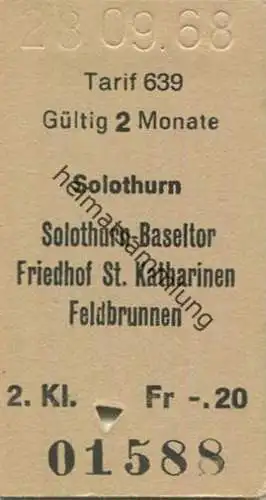 28.09.68
Tarif 639
Gültig 2 Monate
Solothurn
Solothurn-Baseltor
Friedhof St. Katharinen
Feldbrunnen
heimatsammlung
2. Kl. Fr -.20
01588